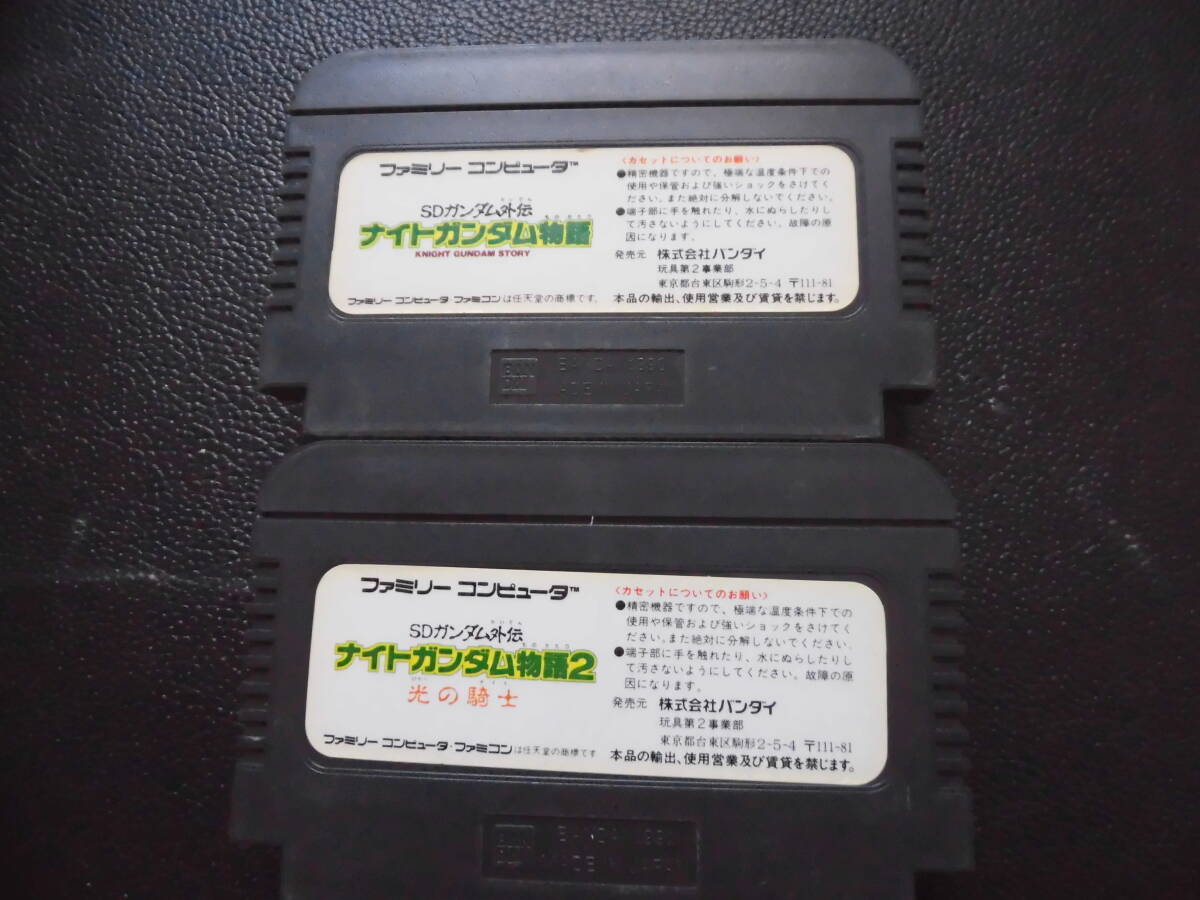 ファミリー コンピュータ™
SDガンダム外伝
ナイトガンダム物語
KNIGHT GUNDAM STORY
ファミリー コンピュータ ファミコンは任天堂の商標です。
〈カセットについてのお願い〉
●精密機器ですので、極端な温度条件下での
使用や保管および強いショックをさけてく
ださい。また絶対に分解しないでください。
●端子部に手を触れたり、水にぬらしたりし
て汚さないようにしてください。故障の原
因になります。
発売元 株式会社バンダイ
玩具第2事業部
東京都台東区駒形2-5-4 〒111-81
本品の輸出、使用営業及び賃貸を禁じます。
ファミリー コンピュータ™
SDガンダム外伝
ナイトガンダム物語2
光の騎士
ファミリー コンピュータ・ファミコンは任天堂の商標です
〈カセットについてのお願い〉
●精密機器ですので、極端な温度条件下での
使用や保管および強いショックをさけてく
ださい。また絶対に分解しないでください。
●端子部に手を触れたり、水にぬらしたりし
て汚さないようにしてください。故障の原
因になります。
発売元 株式会社バンダイ
玩具第2事業部
東京都台東区駒形2-5-4 〒111-81
本品の輸出、使用営業及び賃貸を禁じます。